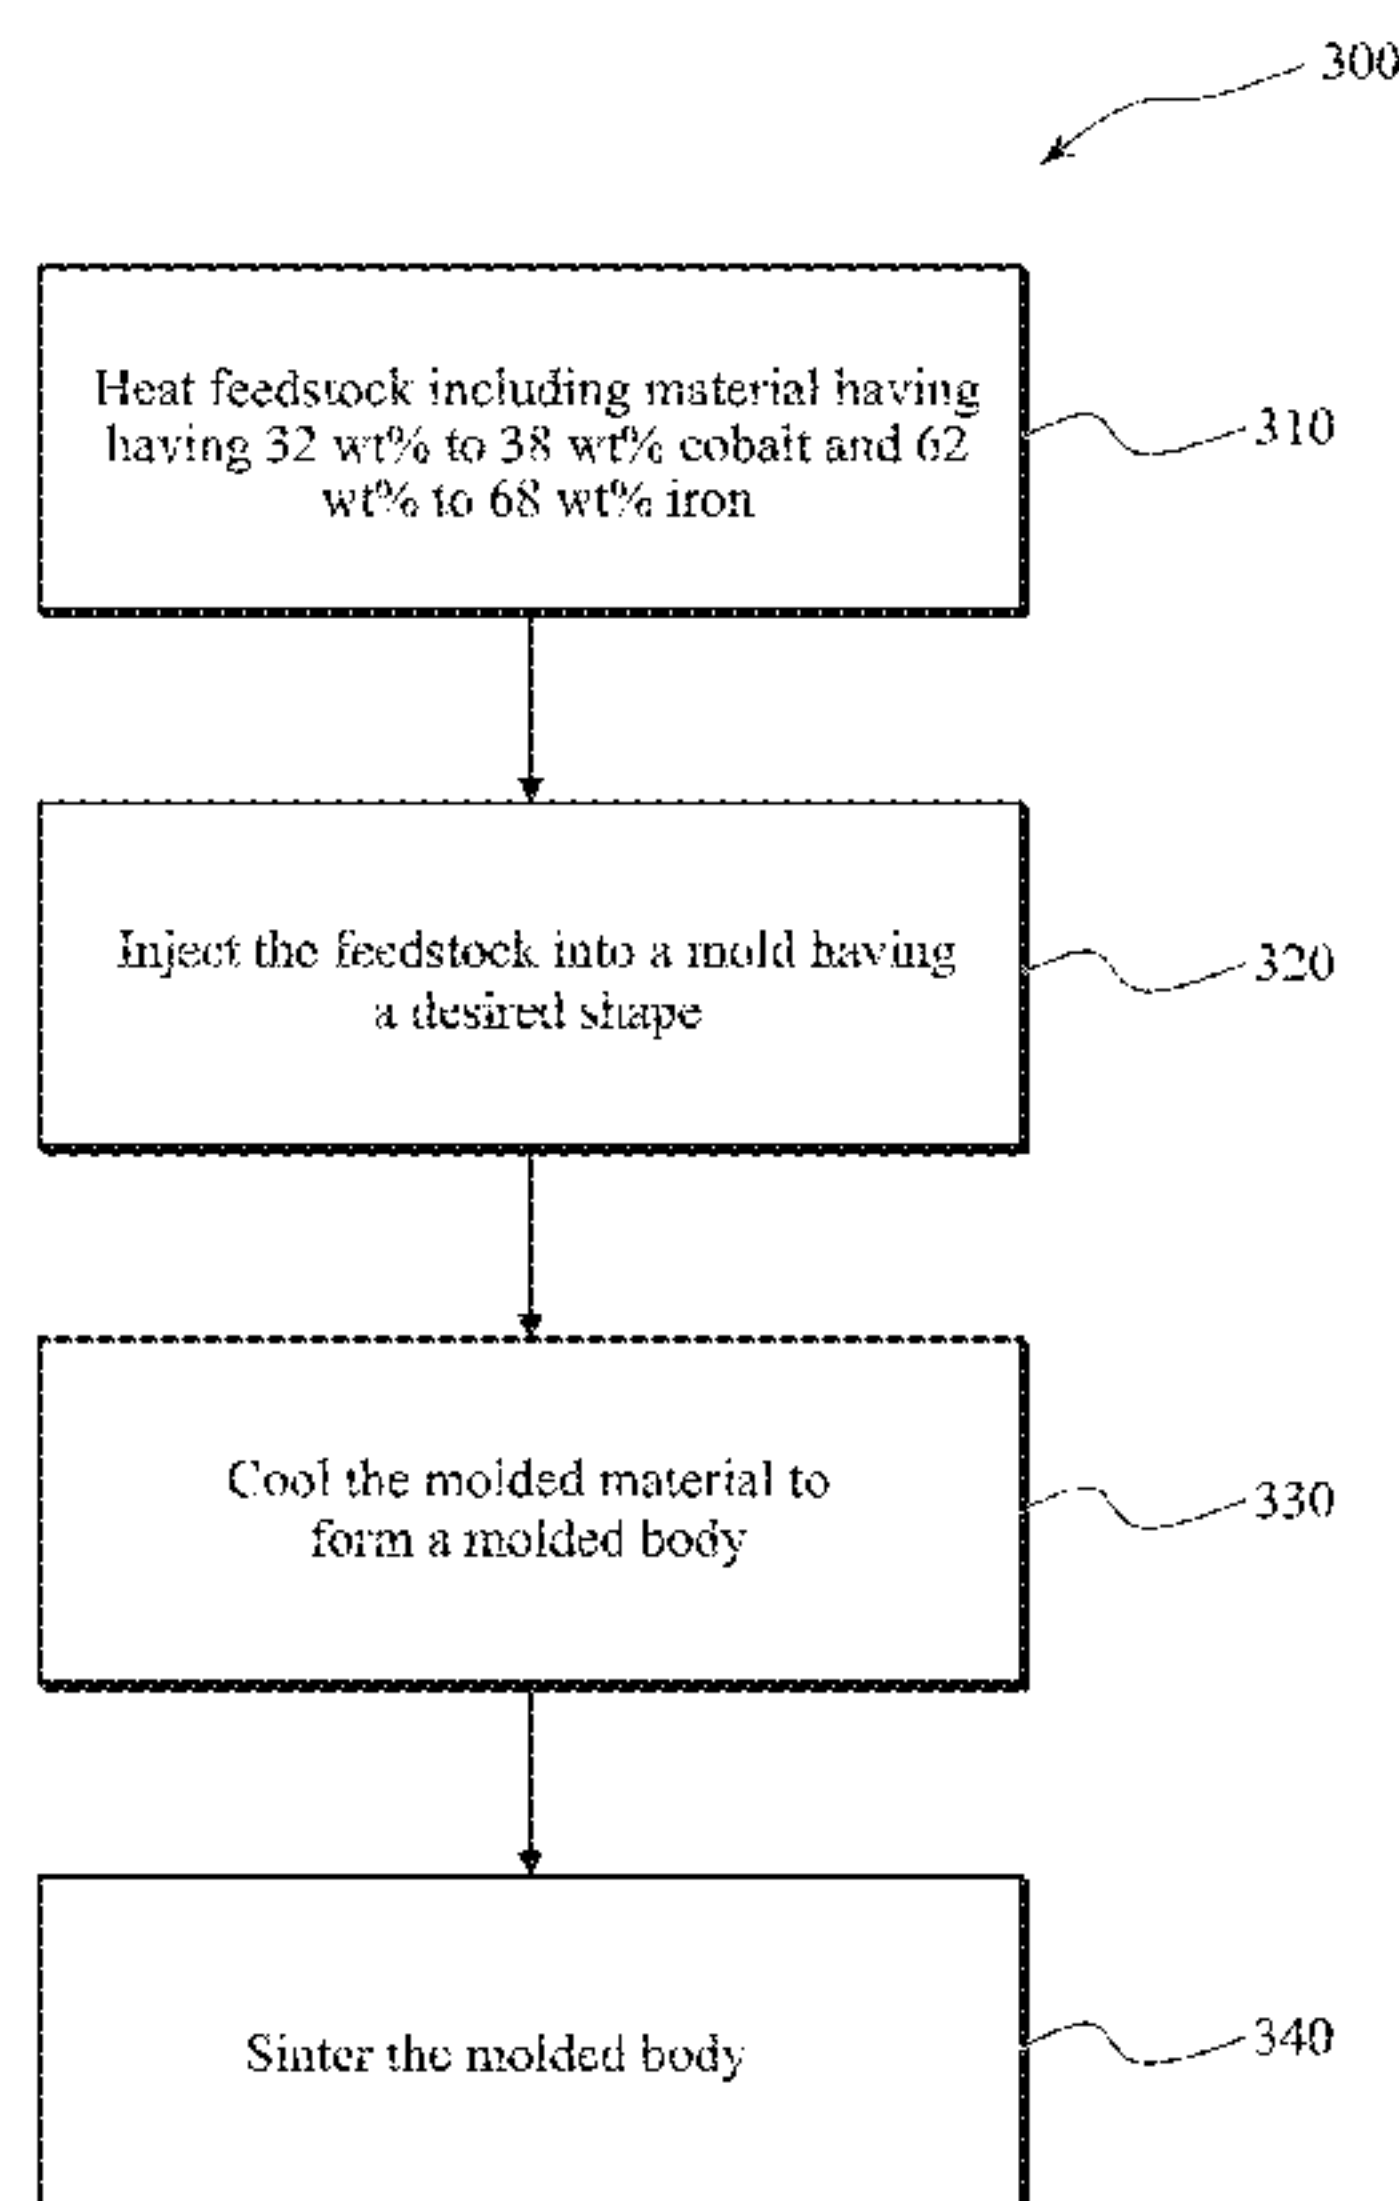 300
Heat feedstock including material having
having 32 wt% to 38 wt% cobalt and 62
wt% to 68 wt% iron
310
Inject the feedstock into a mold having
a desired shape
320
Cool the molded material to
form a molded body
330
Sinter the molded body
340